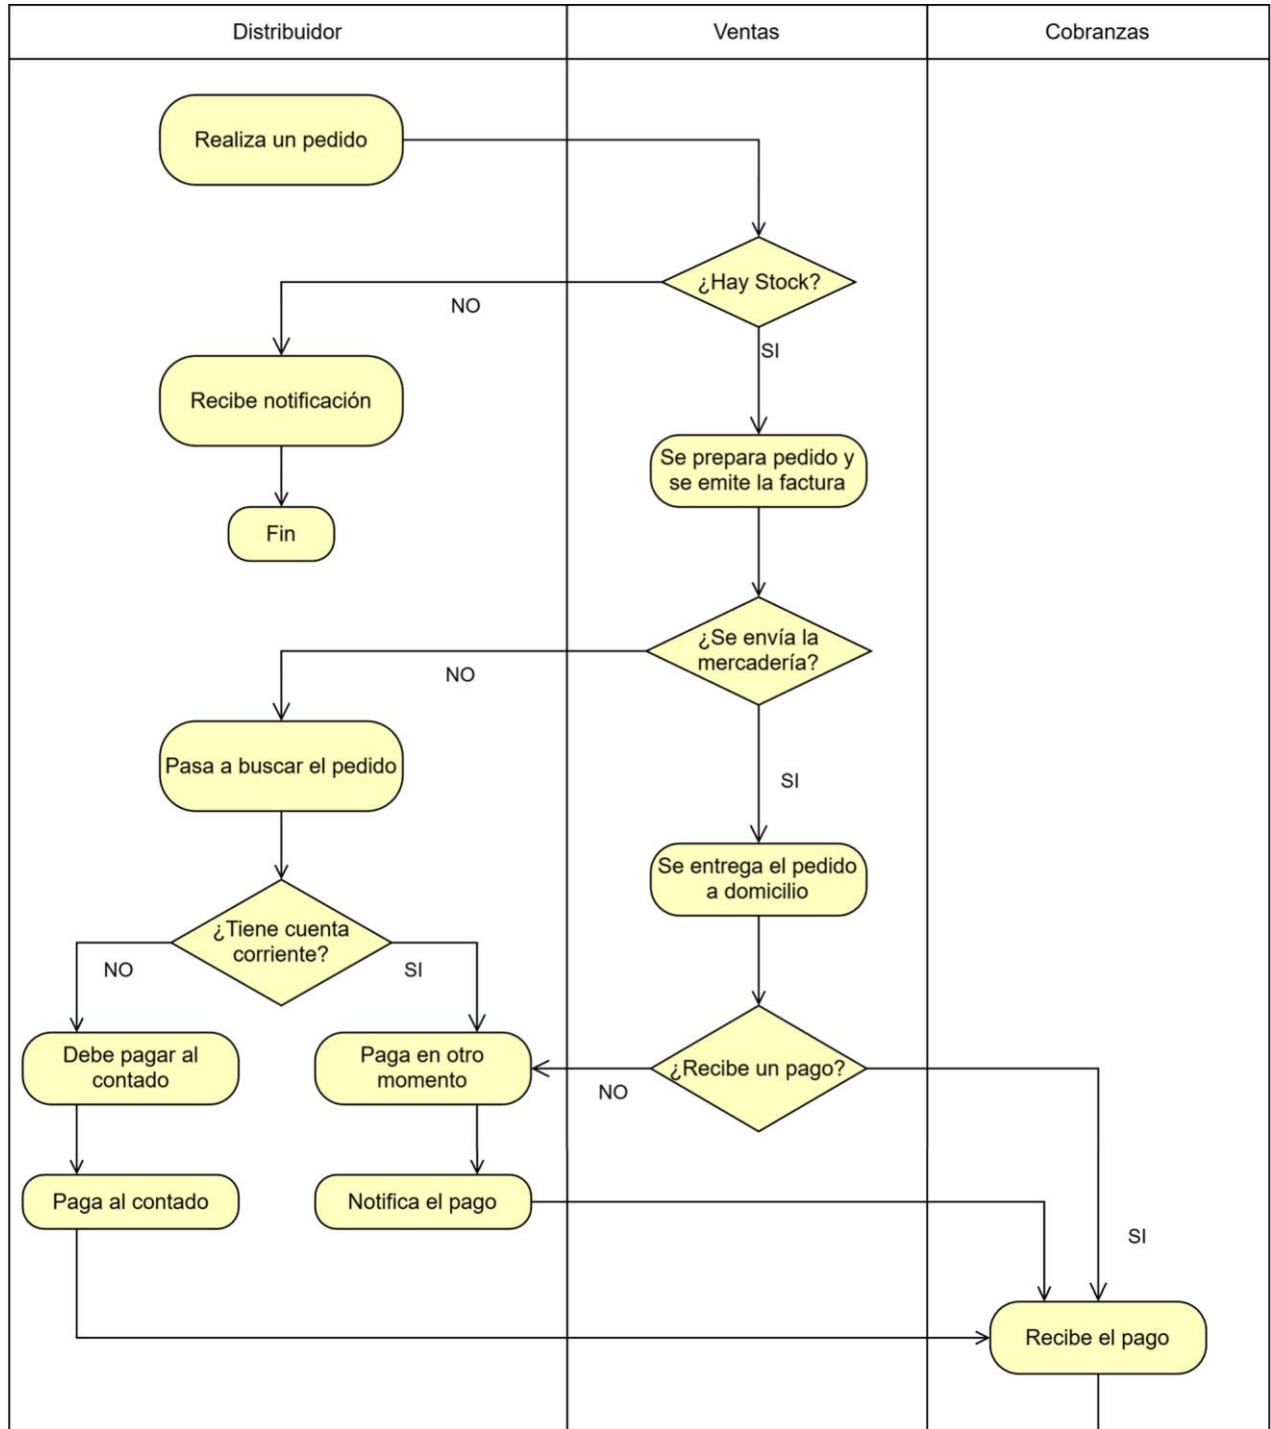 Distribuidor
Ventas
Cobranzas
Realiza un pedido
¿Hay Stock?
NO
SI
Recibe notificación
Se prepara pedido y
se emite la factura
Fin
¿Se envía la
mercadería?
NO
Pasa a buscar el pedido
SI
Se entrega el pedido
a domicilio
¿Tiene cuenta
corriente?
NO
SI
Debe pagar al
contado
Paga en otro
momento
¿Recibe un pago?
NO
Paga al contado
Notifica el pago
SI
Recibe el pago